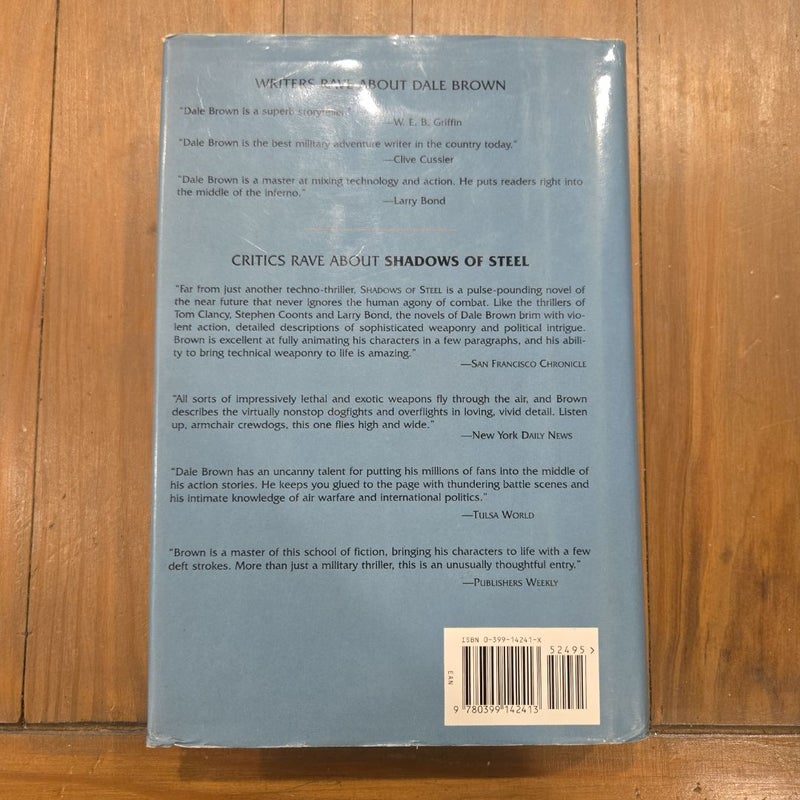 WRITERS RAVE ABOUT DALE BROWN
"Dale Brown is a superb storyteller."
—W. E. B. Griffin
"Dale Brown is the best military adventure writer in the country today."
—Clive Cussler
"Dale Brown is a master at mixing technology and action. He puts readers right into
the middle of the inferno."
—Larry Bond
CRITICS RAVE ABOUT SHADOWS OF STEEL
"Far from just another techno-thriller, SHADOWS OF STEEL is a pulse-pounding novel of
the near future that never ignores the human agony of combat. Like the thrillers of
Tom Clancy, Stephen Coonts and Larry Bond, the novels of Dale Brown brim with vio-
lent action, detailed descriptions of sophisticated weaponry and political intrigue.
Brown is excellent at fully animating his characters in a few paragraphs, and his abili-
ty to bring technical weaponry to life is amazing."
—SAN FRANCISCO CHRONICLE
"All sorts of impressively lethal and exotic weapons fly through the air, and Brown
describes the virtually nonstop dogfights and overflights in loving, vivid detail. Listen
up, armchair crewdogs, this one flies high and wide."
—NEW YORK DAILY NEWS
"Dale Brown has an uncanny talent for putting his millions of fans into the middle of
his action stories. He keeps you glued to the page with thundering battle scenes and
his intimate knowledge of air warfare and international politics."
—TULSA WORLD
"Brown is a master of this school of fiction, bringing his characters to life with a few
deft strokes. More than just a military thriller, this is an unusually thoughtful entry."
—PUBLISHERS WEEKLY
ISBN 0-399-14241-X
52495>
EAN
9 780399 142413